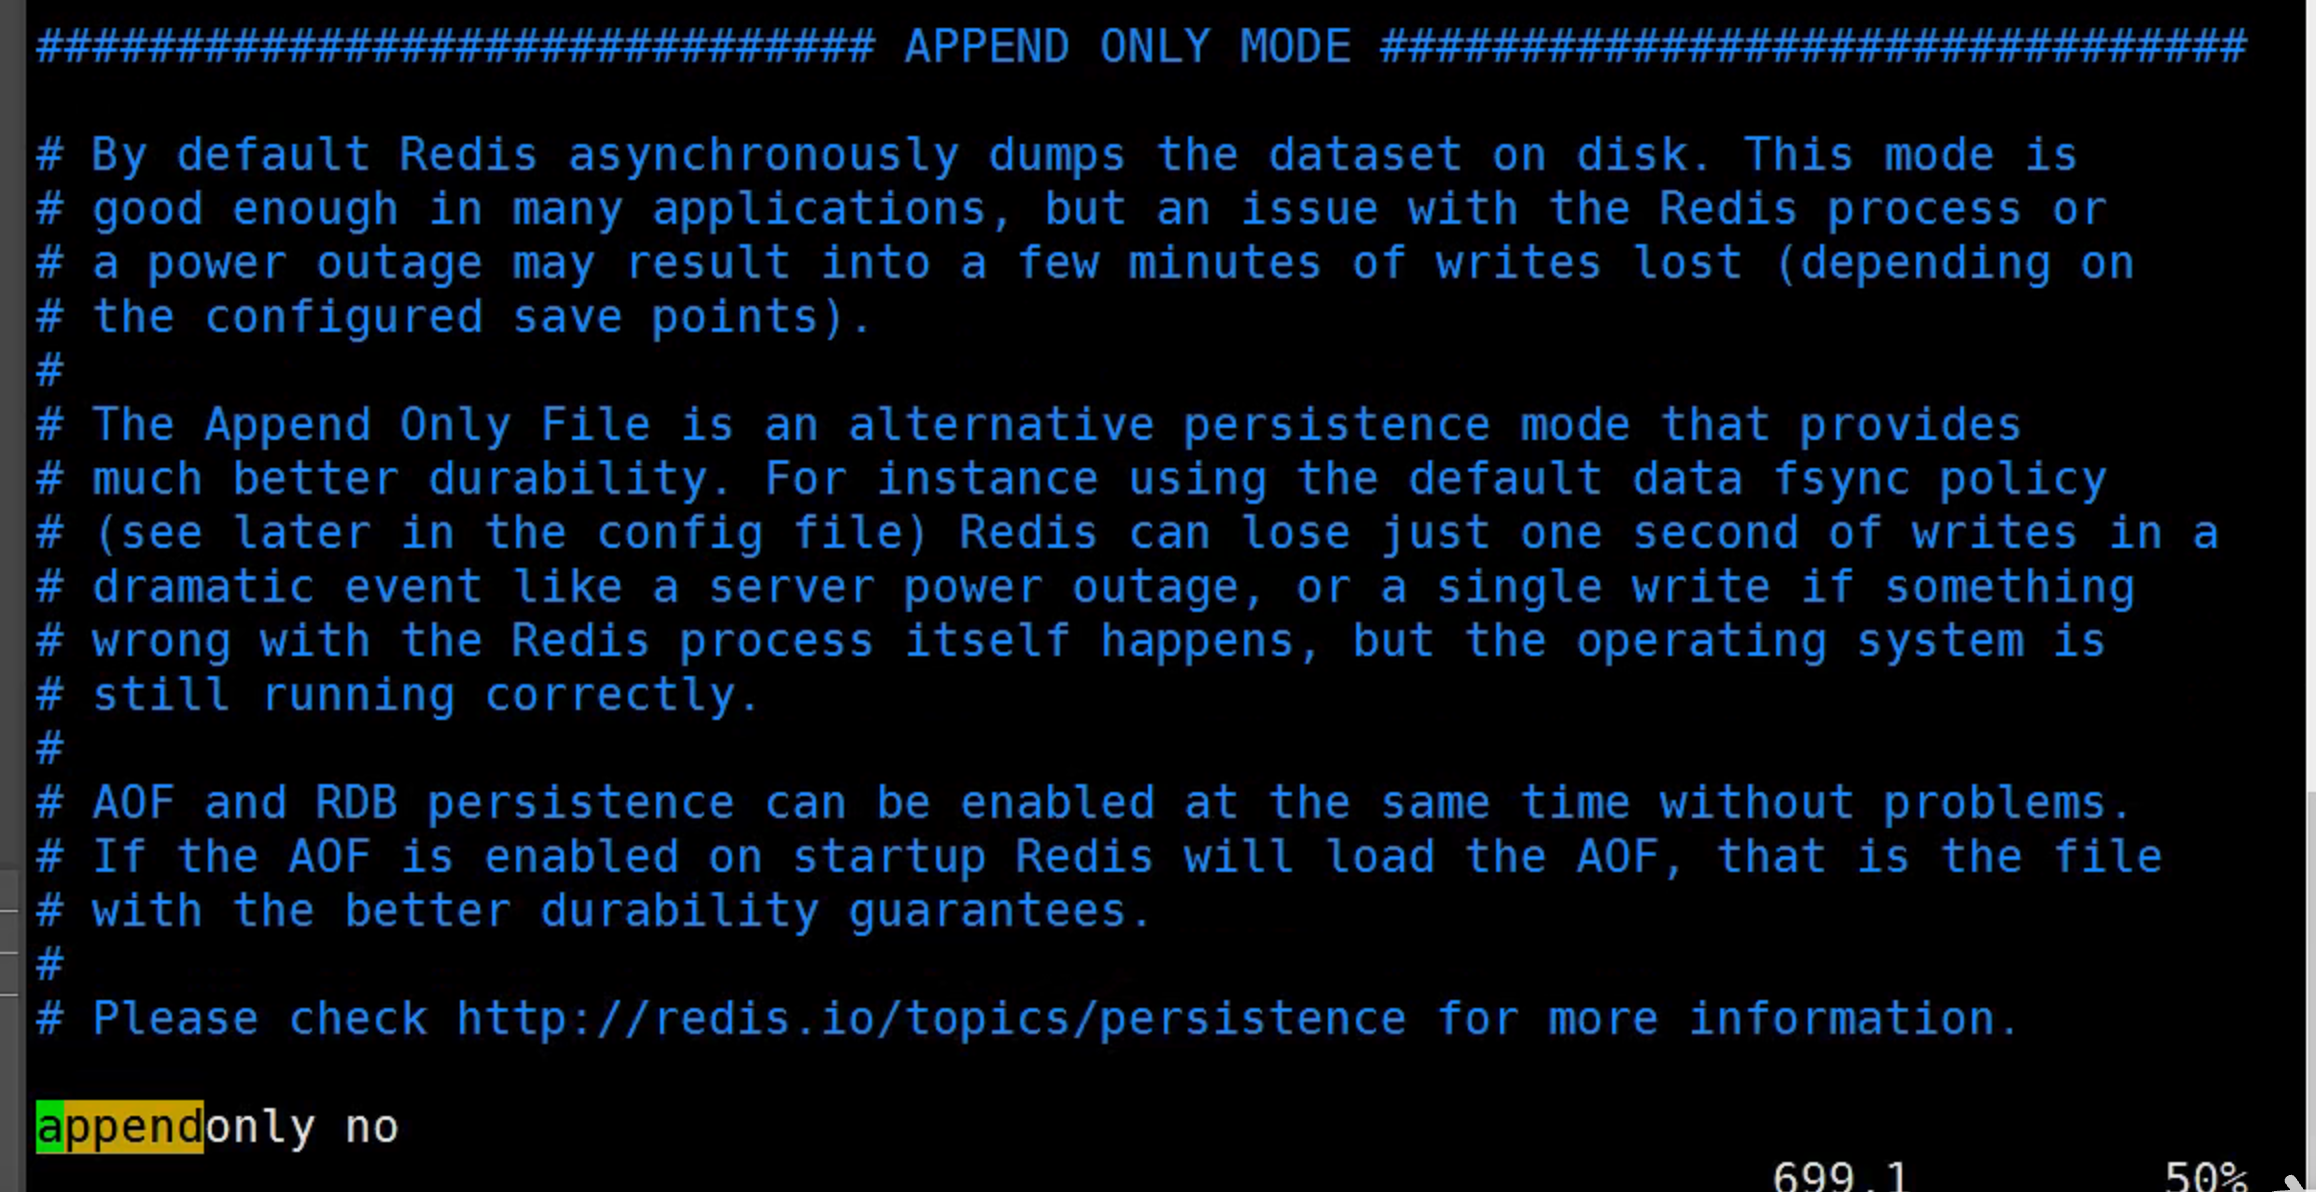 ############################## APPEND ONLY MODE ###############################
# By default Redis asynchronously dumps the dataset on disk. This mode is
# good enough in many applications, but an issue with the Redis process or
# a power outage may result into a few minutes of writes lost (depending on
# the configured save points).
#
# The Append Only File is an alternative persistence mode that provides
# much better durability. For instance using the default data fsync policy
# (see later in the config file) Redis can lose just one second of writes in a
# dramatic event like a server power outage, or a single write if something
# wrong with the Redis process itself happens, but the operating system is
# still running correctly.
#
# AOF and RDB persistence can be enabled at the same time without problems.
# If the AOF is enabled on startup Redis will load the AOF, that is the file
# with the better durability guarantees.
#
# Please check http://redis.io/topics/persistence for more information.
appendonly no
699,1 50%